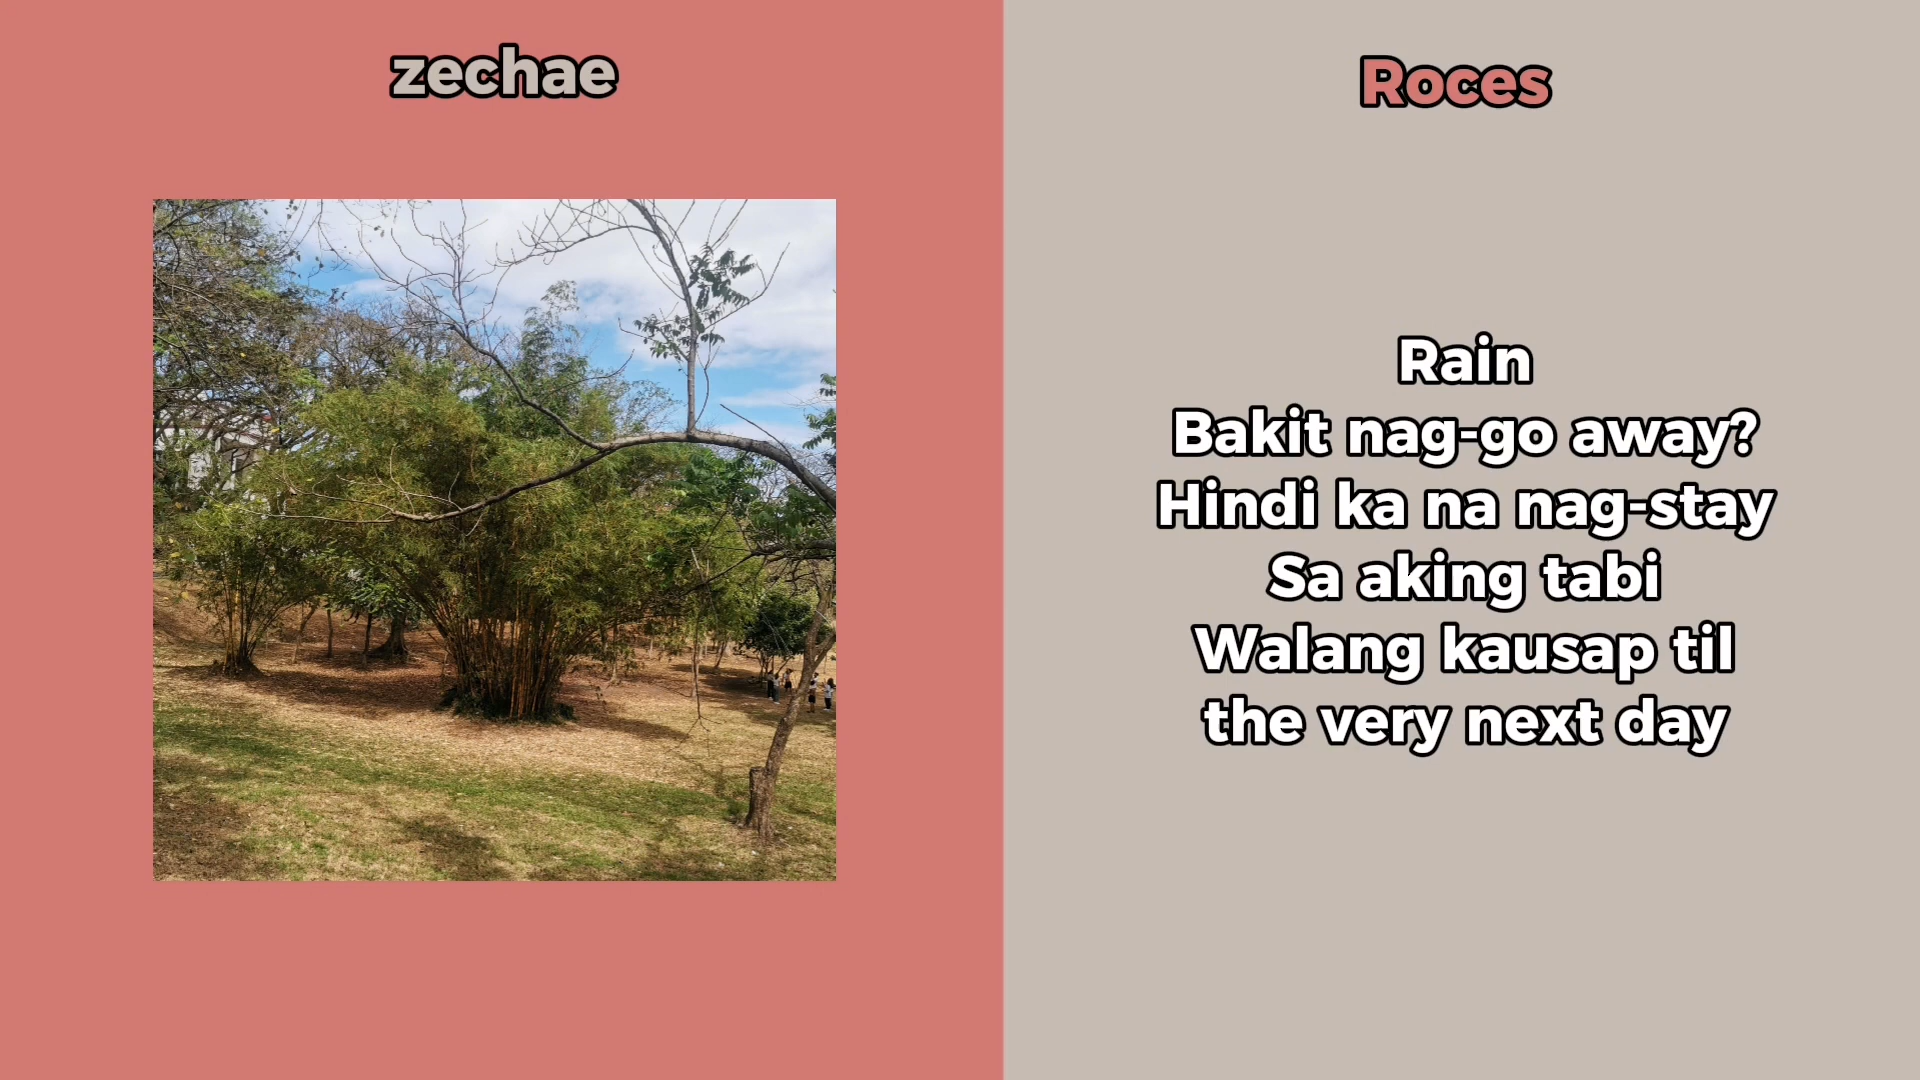 zechae
Roces
Rain
Bakit nag-go away?
Hindi ka na nag-stay
Sa aking tabi
Walang kausap til
the very next day